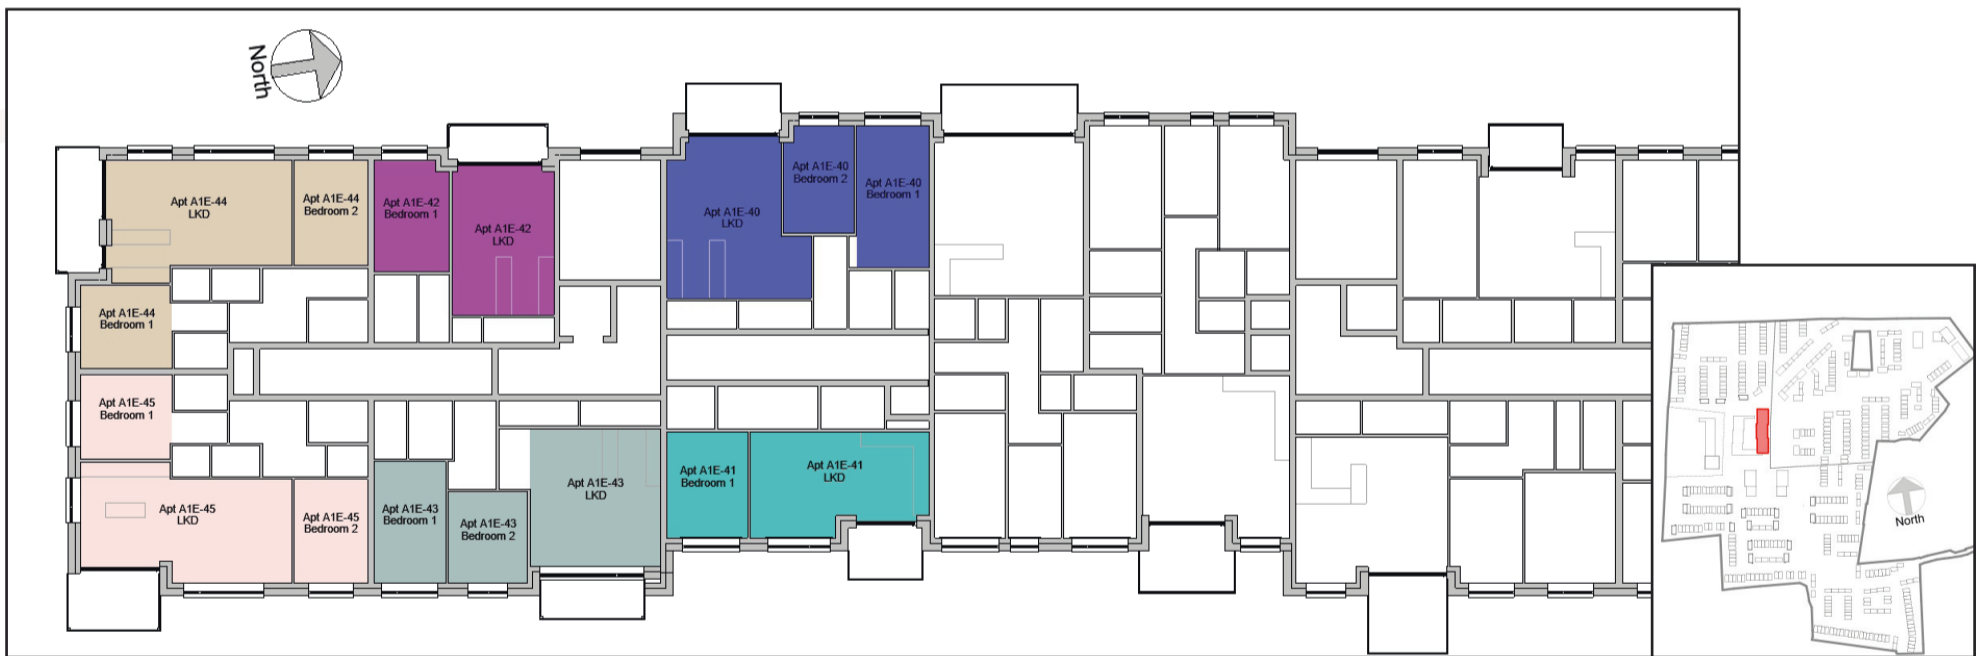 North
Apt A1E-44
LKD
Apt A1E-44
Bedroom 2
Apt A1E-42
Bedroom 1
Apt A1E-42
LKD
Apt A1E-40
LKD
Apt A1E-40
Bedroom 2
Apt A1E-40
Bedroom 1
Apt A1E-44
Bedroom 1
Apt A1E-45
Bedroom 1
Apt A1E-45
LKD
Apt A1E-45
Bedroom 2
Apt A1E-43
Bedroom 1
Apt A1E-43
Bedroom 2
Apt A1E-43
LKD
Apt A1E-41
Bedroom 1
Apt A1E-41
LKD
North